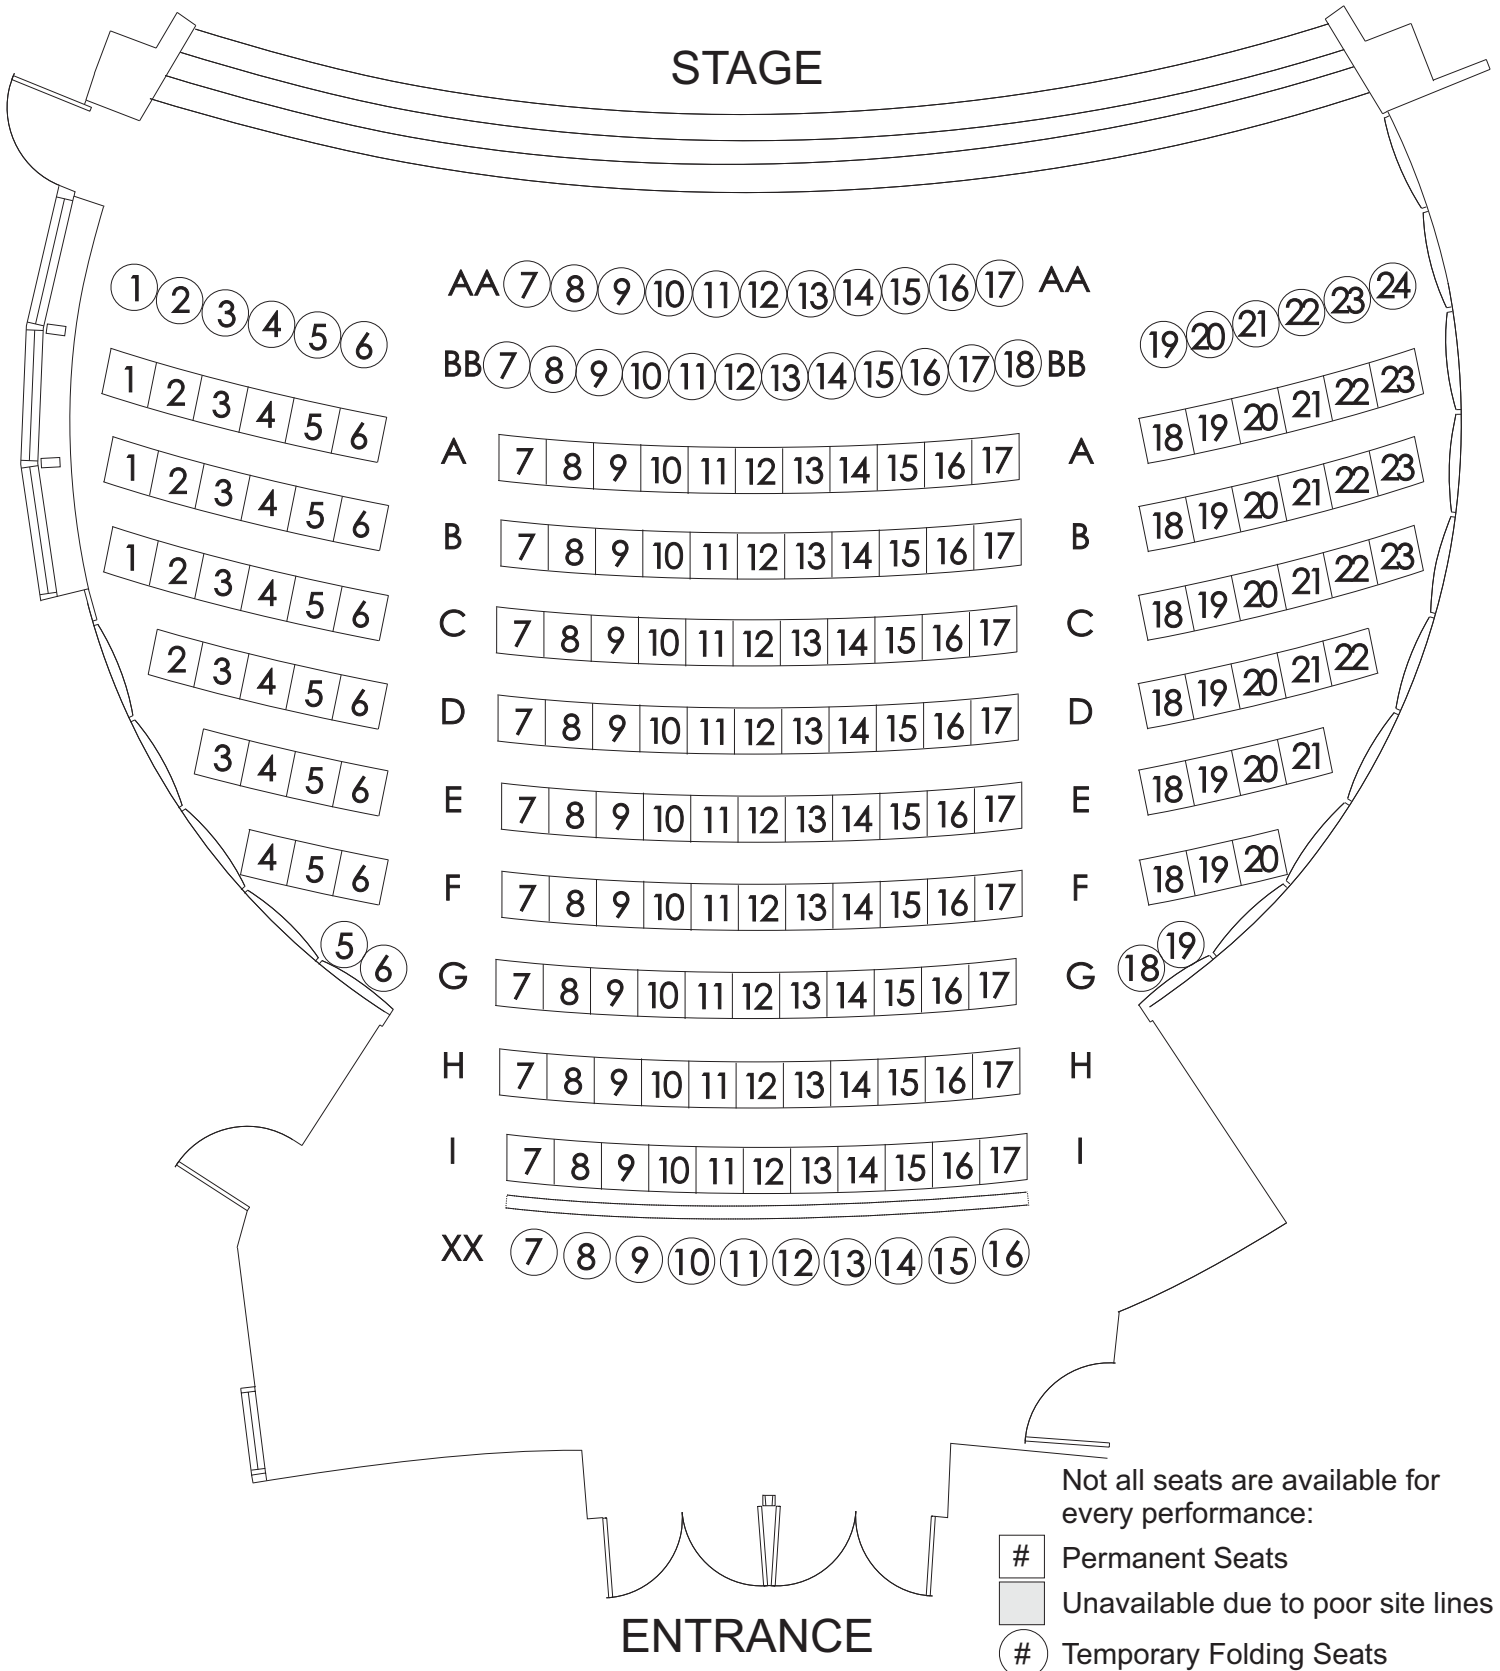 STAGE
1 2 3 4 5 6 AA 7 8 9 10 11 12 13 14 15 16 17 AA 19 20 21 22 23 24
BB 7 8 9 10 11 12 13 14 15 16 17 18 BB
1 2 3 4 5 6 A 7 8 9 10 11 12 13 14 15 16 17 A 18 19 20 21 22 23
1 2 3 4 5 6 B 7 8 9 10 11 12 13 14 15 16 17 B 18 19 20 21 22 23
1 2 3 4 5 6 C 7 8 9 10 11 12 13 14 15 16 17 C 18 19 20 21 22 23
2 3 4 5 6 D 7 8 9 10 11 12 13 14 15 16 17 D 18 19 20 21 22
3 4 5 6 E 7 8 9 10 11 12 13 14 15 16 17 E 18 19 20 21
4 5 6 F 7 8 9 10 11 12 13 14 15 16 17 F 18 19 20
5 6 G 7 8 9 10 11 12 13 14 15 16 17 G 18 19
H 7 8 9 10 11 12 13 14 15 16 17 H
I 7 8 9 10 11 12 13 14 15 16 17 I
XX 7 8 9 10 11 12 13 14 15 16
Not all seats are available for
every performance:
# Permanent Seats
Unavailable due to poor site lines
# Temporary Folding Seats
ENTRANCE